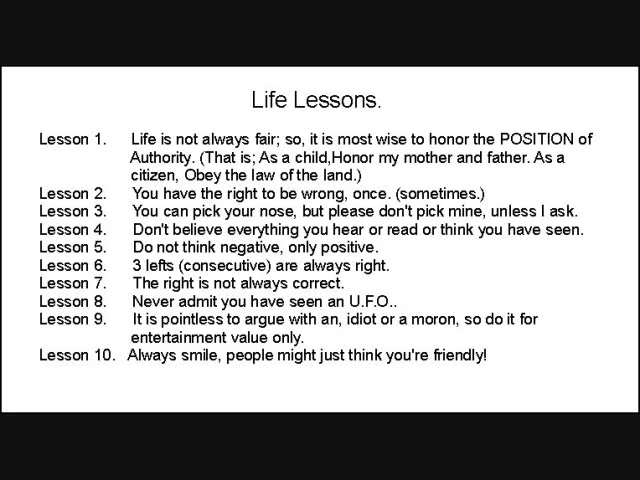 Life Lessons.
Lesson 1. Life is not always fair; so, it is most wise to honor the POSITION of
Authority. (That is; As a child,Honor my mother and father. As a
citizen, Obey the law of the land.)
Lesson 2. You have the right to be wrong, once. (sometimes.)
Lesson 3. You can pick your nose, but please don't pick mine, unless I ask.
Lesson 4. Don't believe everything you hear or read or think you have seen.
Lesson 5. Do not think negative, only positive.
Lesson 6. 3 lefts (consecutive) are always right.
Lesson 7. The right is not always correct.
Lesson 8. Never admit you have seen an U.F.O..
Lesson 9. It is pointless to argue with an, idiot or a moron, so do it for
entertainment value only.
Lesson 10. Always smile, people might just think you're friendly!